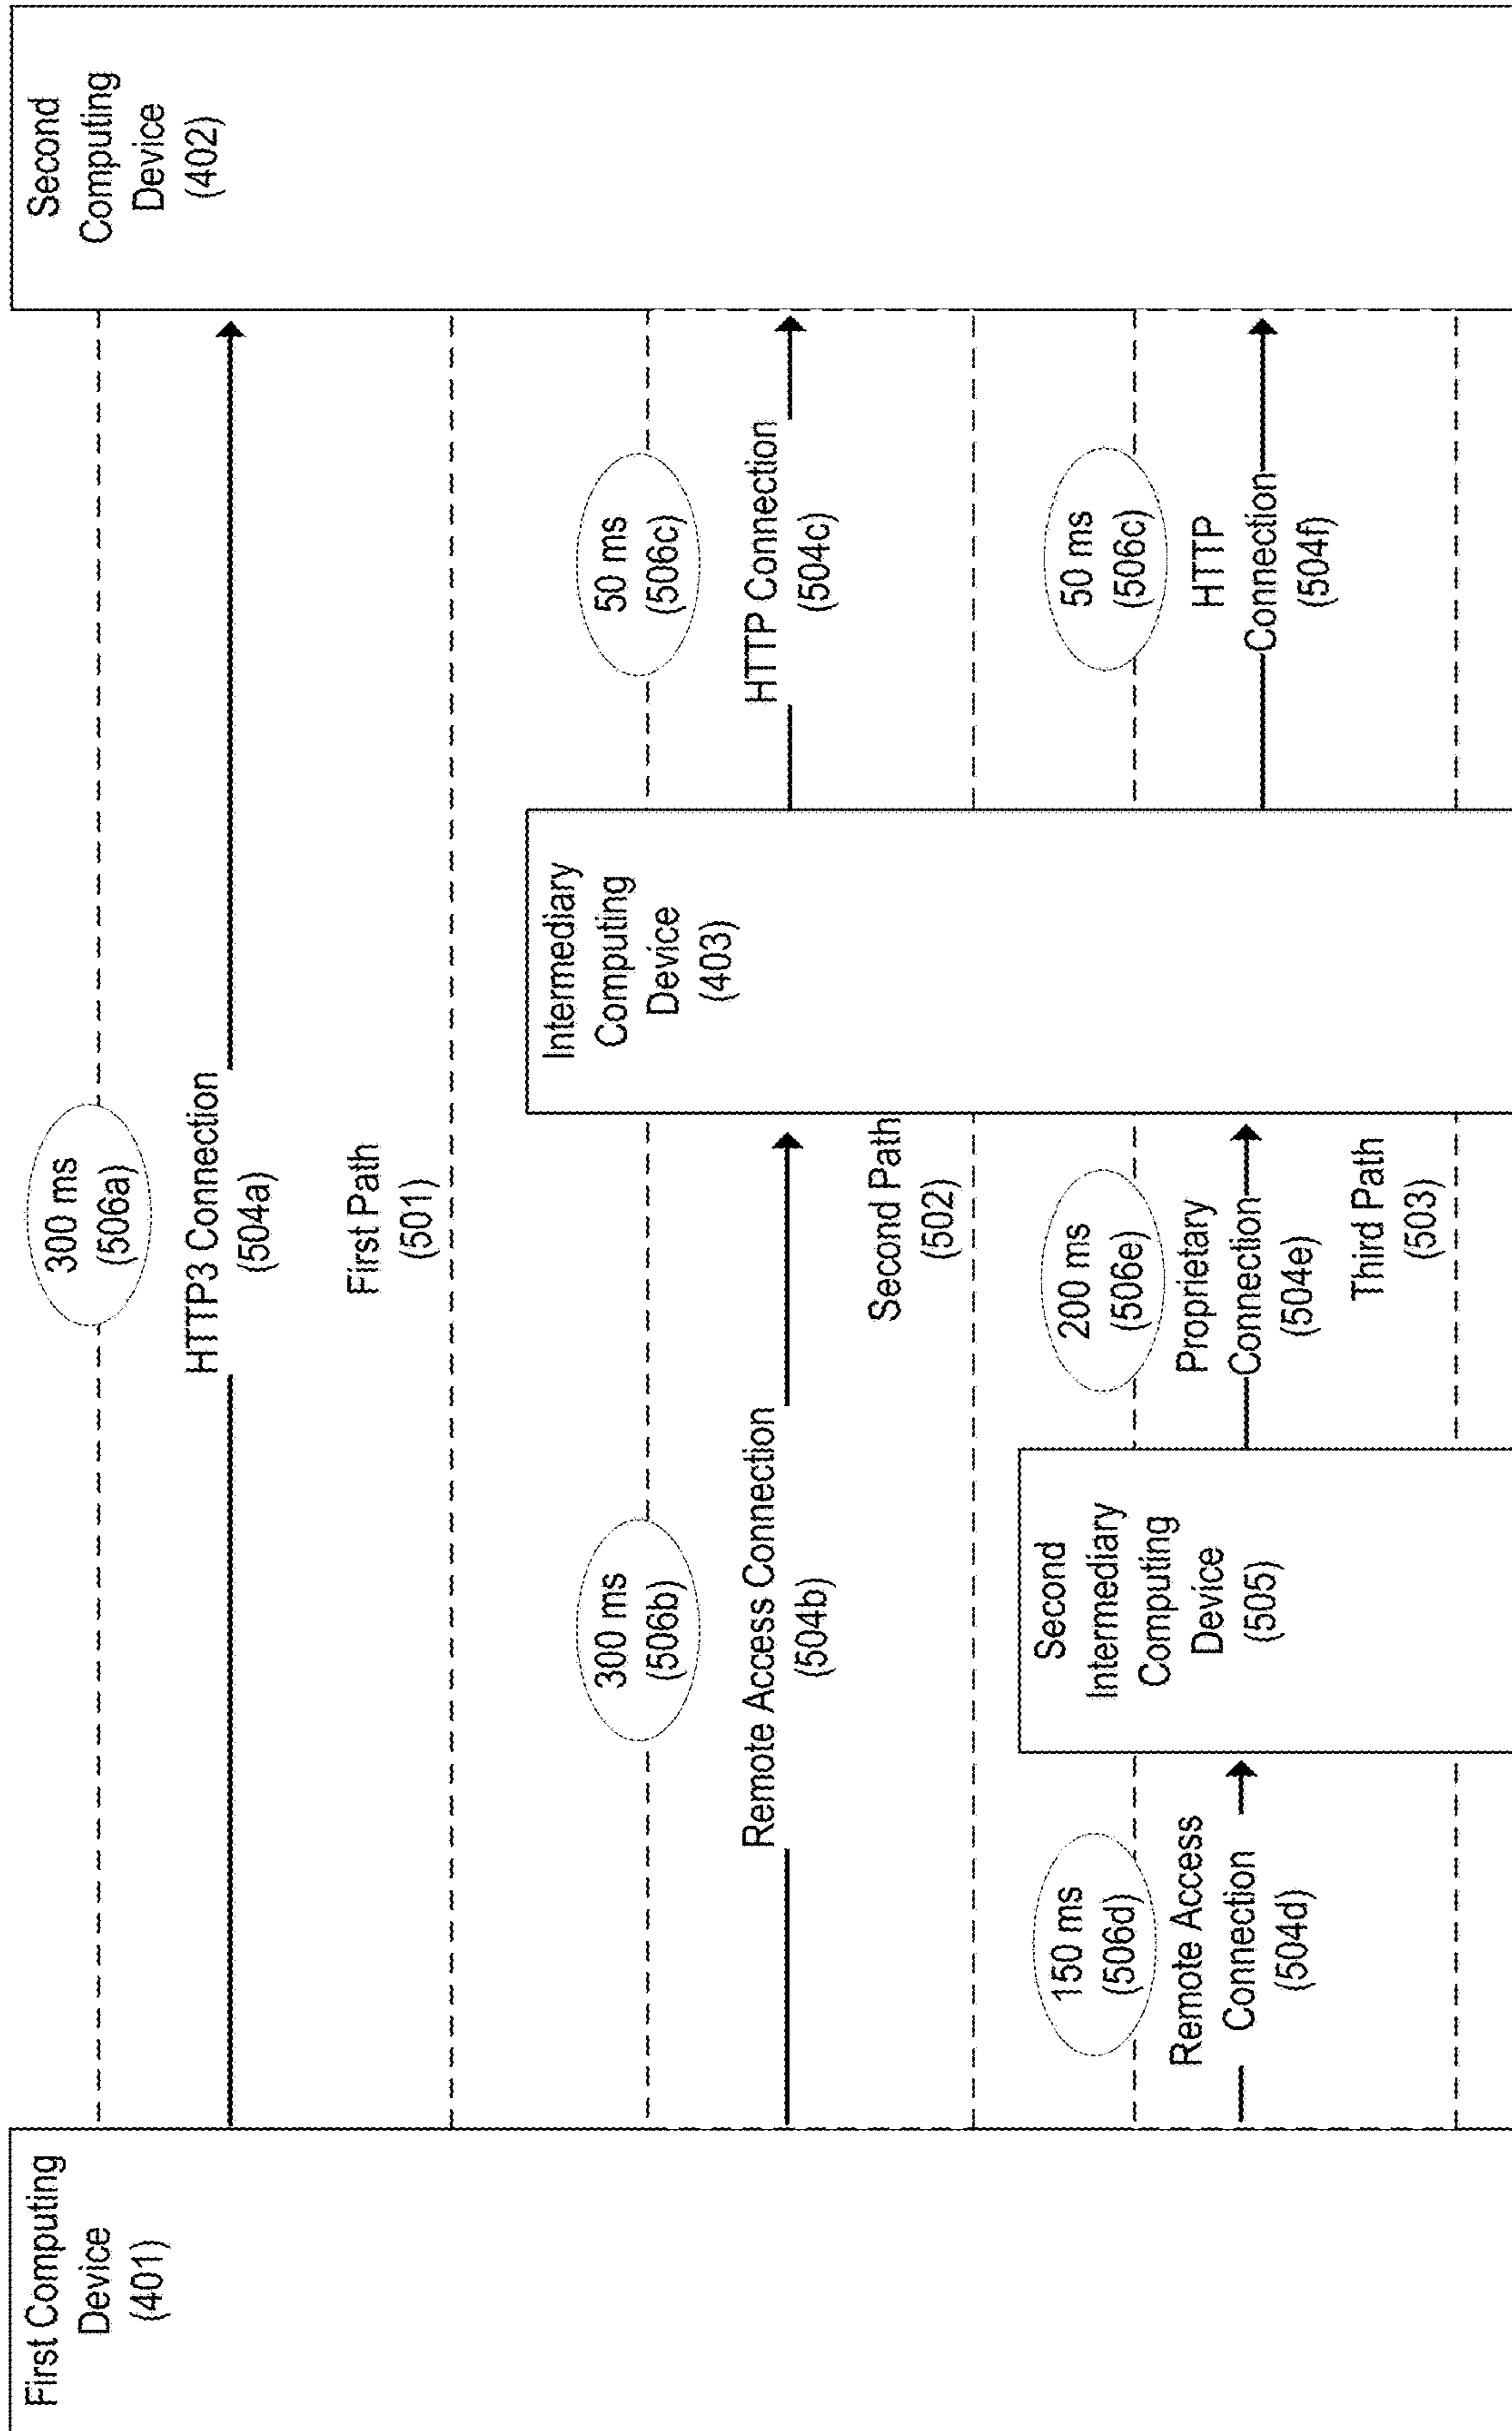 First Computing
Device
(401)
Second
Computing
Device
(402)
300 ms
(506a)
HTTP3 Connection
(504a)
First Path
(501)
Intermediary
Computing
Device
(403)
300 ms
(506b)
Remote Access Connection
(504b)
50 ms
(506c)
HTTP Connection
(504c)
Second Path
(502)
Second
Intermediary
Computing
Device
(505)
150 ms
(506d)
Remote Access
Connection
(504d)
200 ms
(506e)
Proprietary
Connection
(504e)
50 ms
(506c)
HTTP
Connection
(504f)
Third Path
(503)